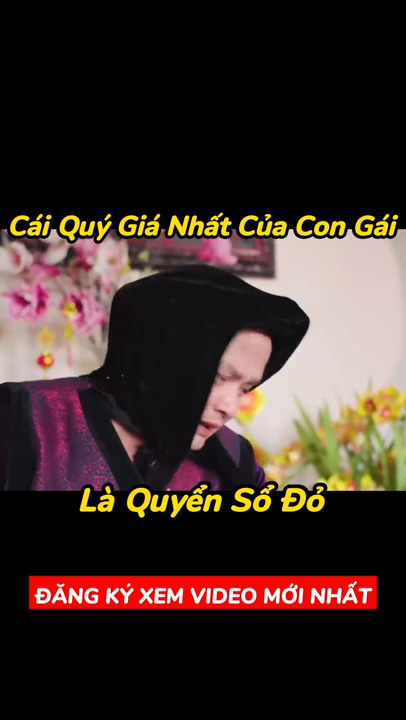 Cái Quý Giá Nhất Của Con Gái
Là Quyển Sổ Đỏ
ĐĂNG KÝ XEM VIDEO MỚI NHẤT